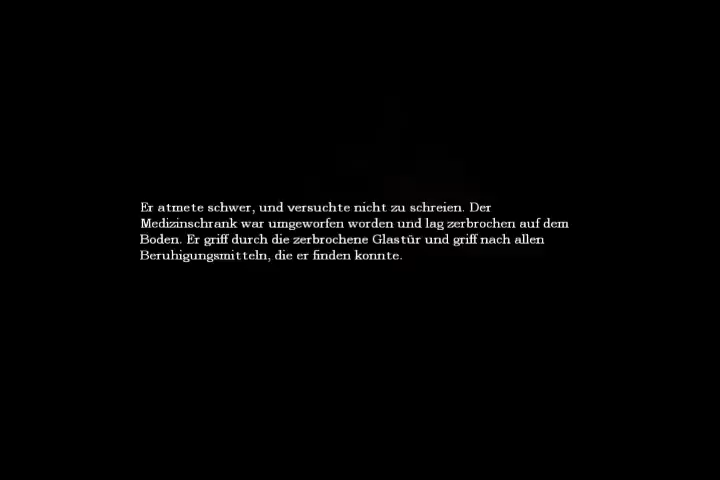 Er atmete schwer, und versuchte nicht zu schreien. Der
Medizinschrank war umgeworfen worden und lag zerbrochen auf dem
Boden. Er griff durch die zerbrochene Glastür und griff nach allen
Beruhigungsmitteln, die er finden konnte.